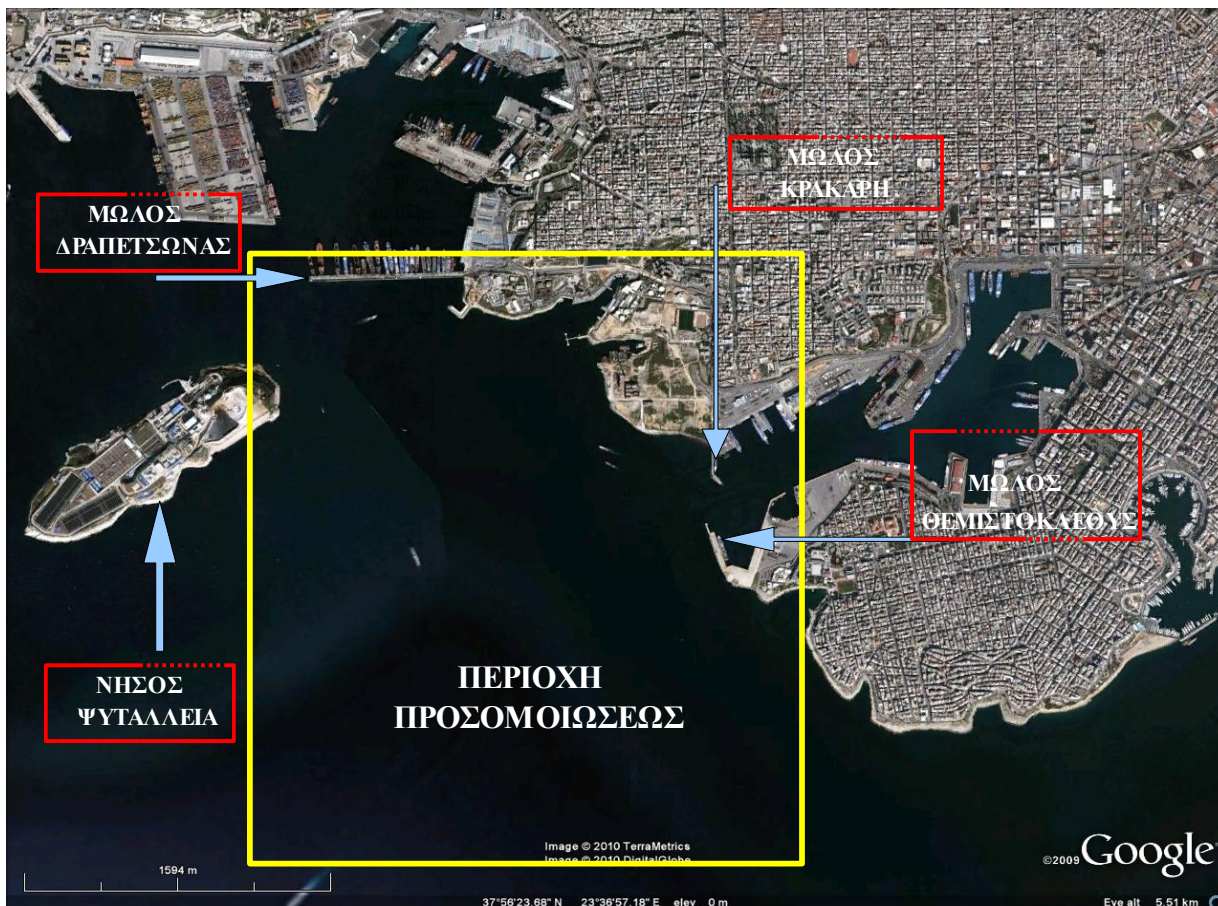 ΜΩΛΟΣ
ΚΡΑΚΑΡΗ
ΜΩΛΟΣ
ΔΡΑΠΕΤΣΩΝΑΣ
ΜΩΛΟΣ
ΘΕΜΙΣΤΟΚΛΕΟΥΣ
ΝΗΣΟΣ
ΨΥΤΑΛΛΕΙΑ
ΠΕΡΙΟΧΗ
ΠΡΟΣΟΜΟΙΩΣΕΩΣ
Image © 2010 TerraMetrics
Image © 2010 DigitalGlobe
©2009 Google
1594 m
37°56'23.68" N 23°36'57.18" E elev 0 m
Eye alt 5.51 km